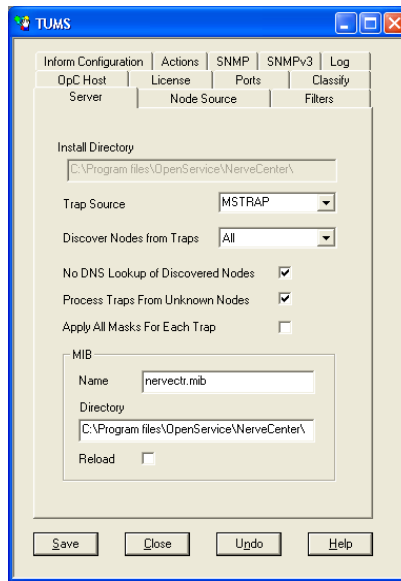 TUMS
Inform Configuration Actions SNMP SNMPv3 Log
OpC Host License Ports Classify
Server Node Source Filters
Install Directory
C:\Program files\OpenService\NerveCenter\
Trap Source MSTRAP
Discover Nodes from Traps All
No DNS Lookup of Discovered Nodes
Process Traps From Unknown Nodes
Apply All Masks For Each Trap
MIB
Name nervectr.mib
Directory
C:\Program files\OpenService\NerveCenter\
Reload
Save Close Undo Help